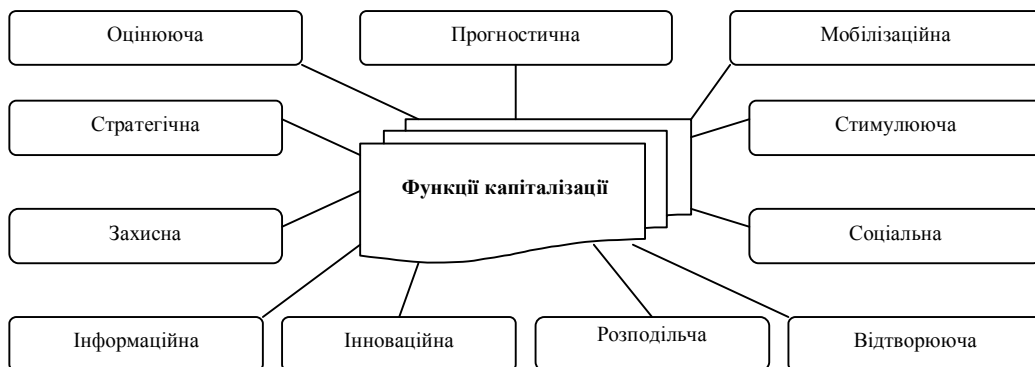 Оцінююча
Прогностична
Мобілізаційна
Стратегічна
Стимулююча
Функції капіталізації
Захисна
Соціальна
Інформаційна
Інноваційна
Розподільча
Відтворююча